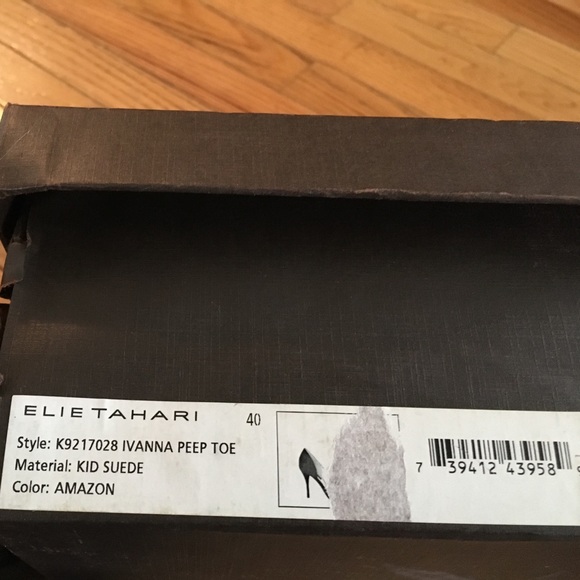 ELIE TAHARI 40
Style: K9217028 IVANNA PEEP TOE
Material: KID SUEDE
Color: AMAZON
7 39412 43958